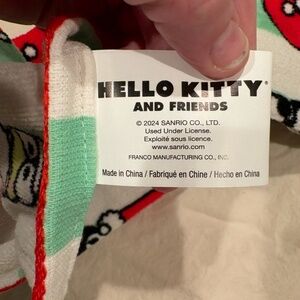 HELLO KITTY®
AND FRIENDS
© 2024 SANRIO CO., LTD.
Used Under License.
Exploité sous licence.
www.sanrio.com
FRANCO MANUFACTURING CO., INC.
Made in China / Fabriqué en Chine / Hecho en China